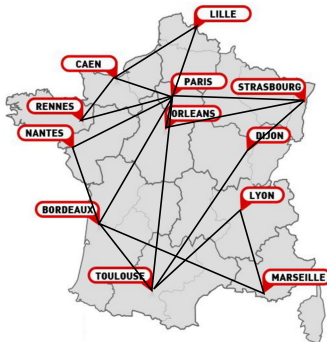 LILLE
CAEN
PARIS
STRASBOURG
RENNES
ORLEANS
NANTES
DIJON
LYON
BORDEAUX
TOULOUSE
MARSEILLE